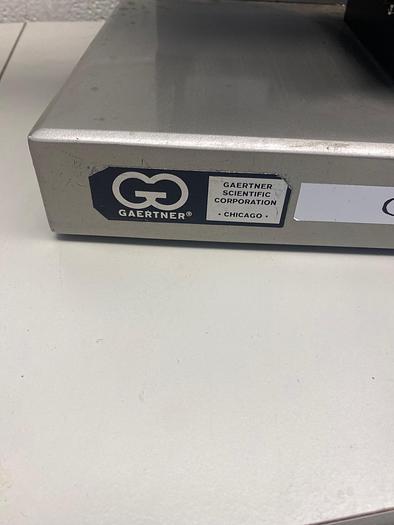 GAERTNER®
GAERTNER
SCIENTIFIC
CORPORATION
· CHICAGO ·